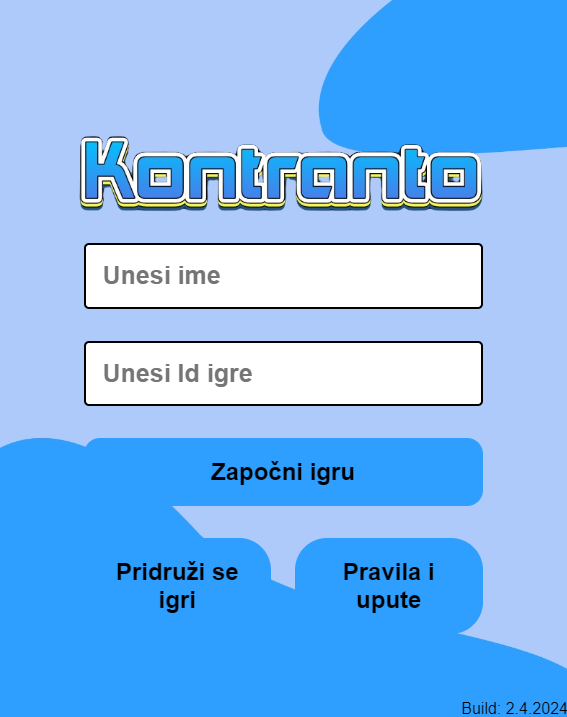 Kontranto
Unesi ime
Unesi Id igre
Započni igru
Pridruži se
igri
Pravila i
upute
Build: 2.4.2024